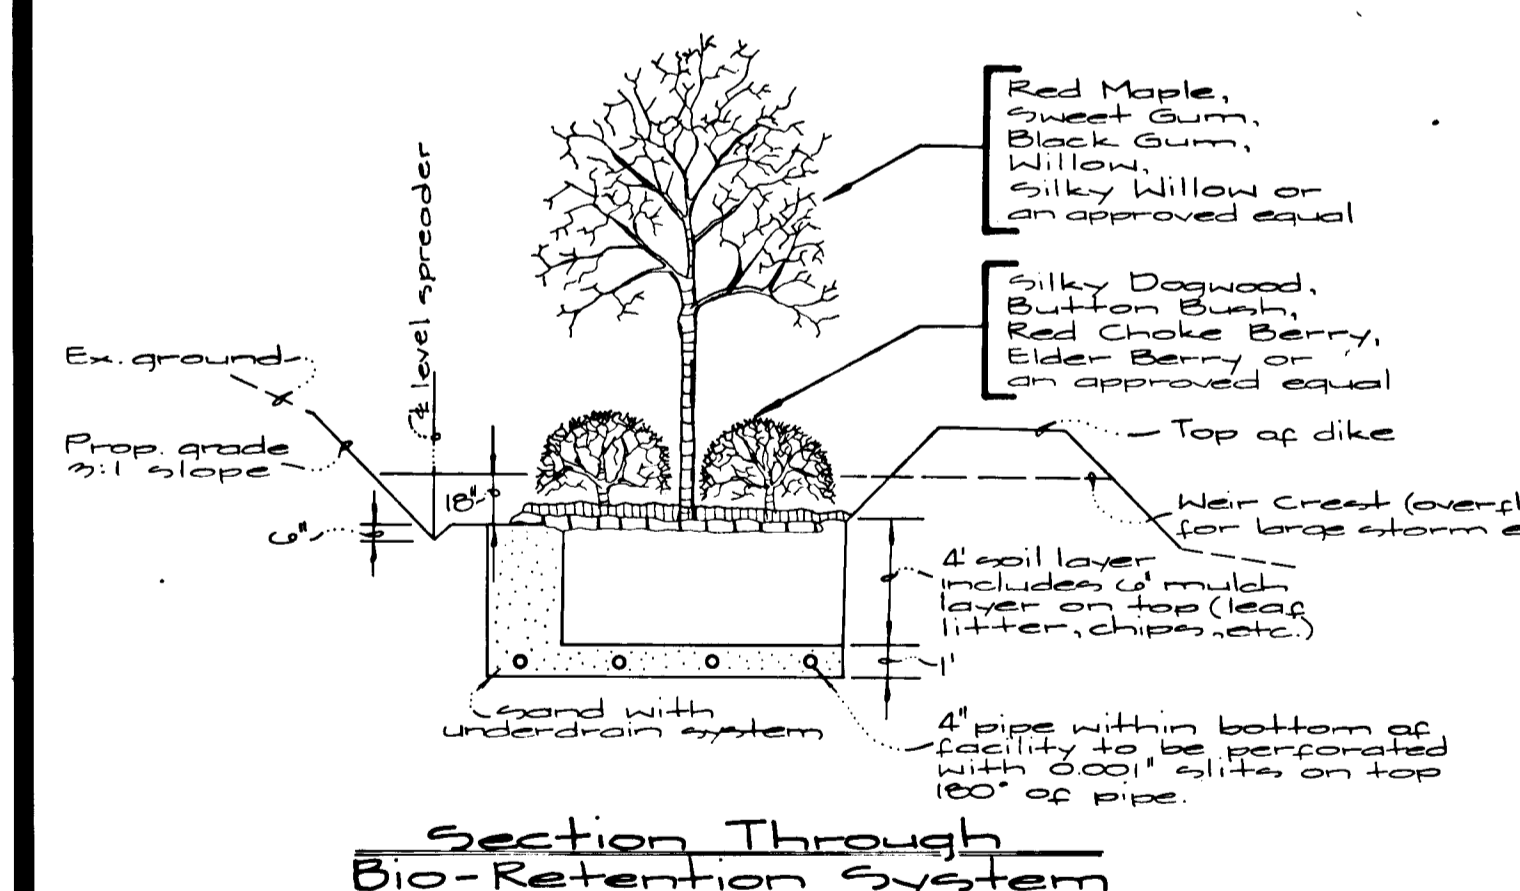 Red Maple,
Sweet Gum,
Black Gum,
Willow,
Silky Willow or
an approved equal
Silky Dogwood,
Button Bush,
Red Choke Berry,
Elder Berry or
an approved equal
℄ level spreader
Ex. ground
Prop. grade
3:1 slope
Top of dike
18"
6"
Weir Crest (overfl
for large storm e
4' soil layer
includes 6" mulch
layer on top (leaf
litter, chips, etc.)
1'
sand with
underdrain system
4" pipe within bottom of
facility to be perforated
with 0.001" slits on top
180° of pipe.
Section Through
Bio-Retention System